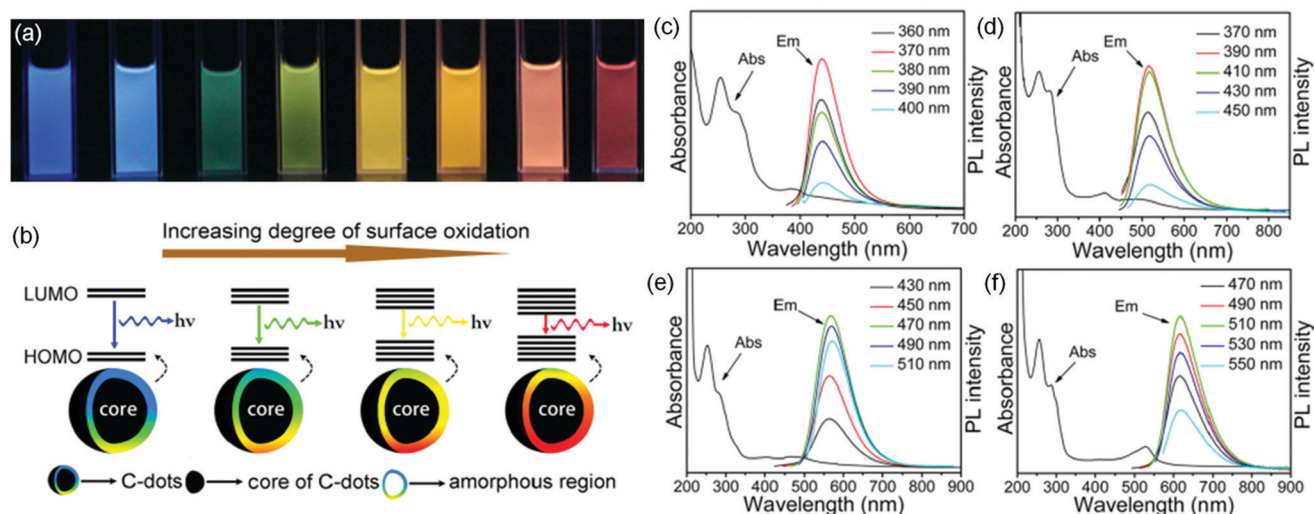 (a)
(b)
Increasing degree of surface oxidation
LUMO
HOMO
hν hν hν hν
core core core core
C-dots core of C-dots amorphous region
(c)
Absorbance
PL intensity
Abs
Em
360 nm
370 nm
380 nm
390 nm
400 nm
200 300 400 500 600 700
Wavelength (nm)
(d)
Absorbance
PL intensity
Abs
Em
370 nm
390 nm
410 nm
430 nm
450 nm
200 300 400 500 600 700 800
Wavelength (nm)
(e)
Absorbance
PL intensity
Abs
Em
430 nm
450 nm
470 nm
490 nm
510 nm
200 300 400 500 600 700 800 900
Wavelength (nm)
(f)
Absorbance
PL intensity
Abs
Em
470 nm
490 nm
510 nm
530 nm
550 nm
200 300 400 500 600 700 800 900
Wavelength (nm)